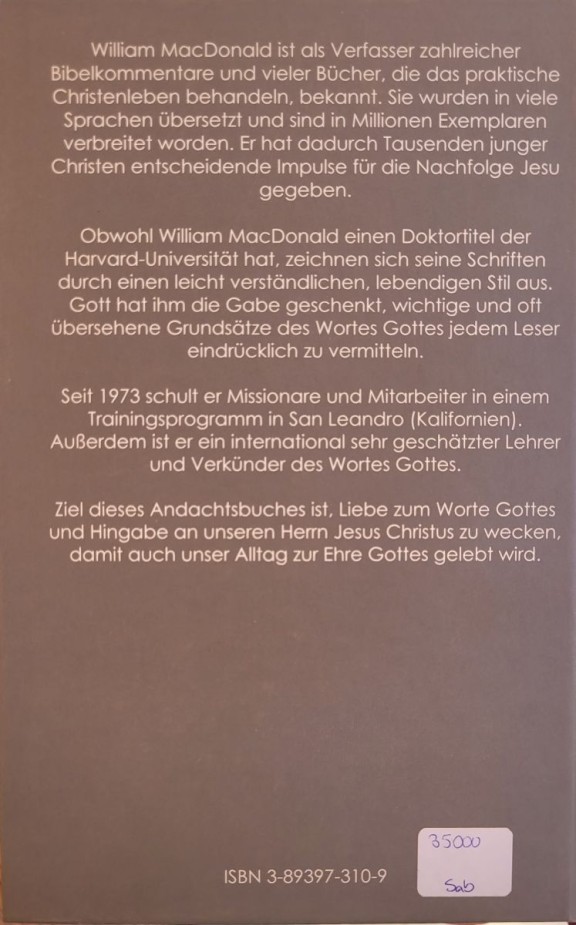 William MacDonald ist als Verfasser zahlreicher
Bibelkommentare und vieler Bücher, die das praktische
Christenleben behandeln, bekannt. Sie wurden in viele
Sprachen übersetzt und sind in Millionen Exemplaren
verbreitet worden. Er hat dadurch Tausenden junger
Christen entscheidende Impulse für die Nachfolge Jesu
gegeben.
Obwohl William MacDonald einen Doktortitel der
Harvard-Universität hat, zeichnen sich seine Schriften
durch einen leicht verständlichen, lebendigen Stil aus.
Gott hat ihm die Gabe geschenkt, wichtige und oft
übersehene Grundsätze des Wortes Gottes jedem Leser
eindrücklich zu vermitteln.
Seit 1973 schult er Missionare und Mitarbeiter in einem
Trainingsprogramm in San Leandro (Kalifornien).
Außerdem ist er ein international sehr geschätzter Lehrer
und Verkünder des Wortes Gottes.
Ziel dieses Andachtsbuches ist, Liebe zum Worte Gottes
und Hingabe an unseren Herrn Jesus Christus zu wecken,
damit auch unser Alltag zur Ehre Gottes gelebt wird.
35000
Sab
ISBN 3-89397-310-9